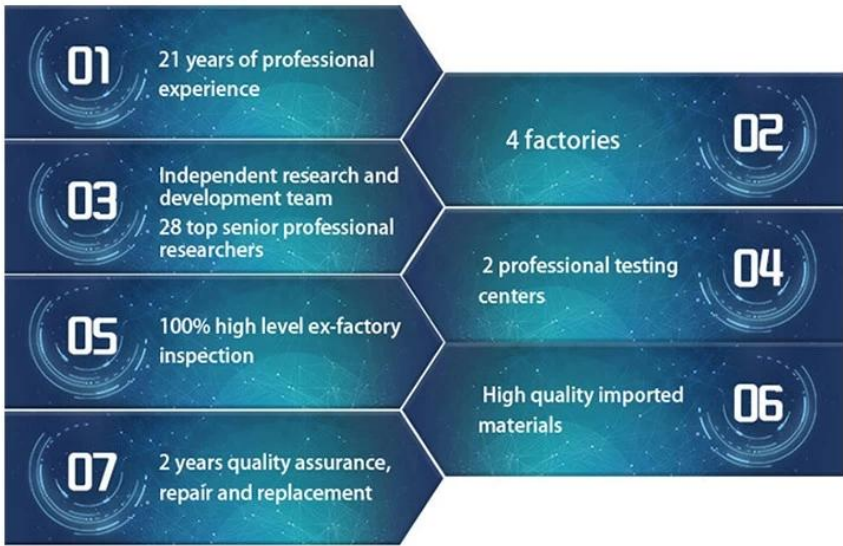 01
21 years of professional
experience
02
4 factories
03
Independent research and
development team
28 top senior professional
researchers
04
2 professional testing
centers
05
100% high level ex-factory
inspection
06
High quality imported
materials
07
2 years quality assurance,
repair and replacement